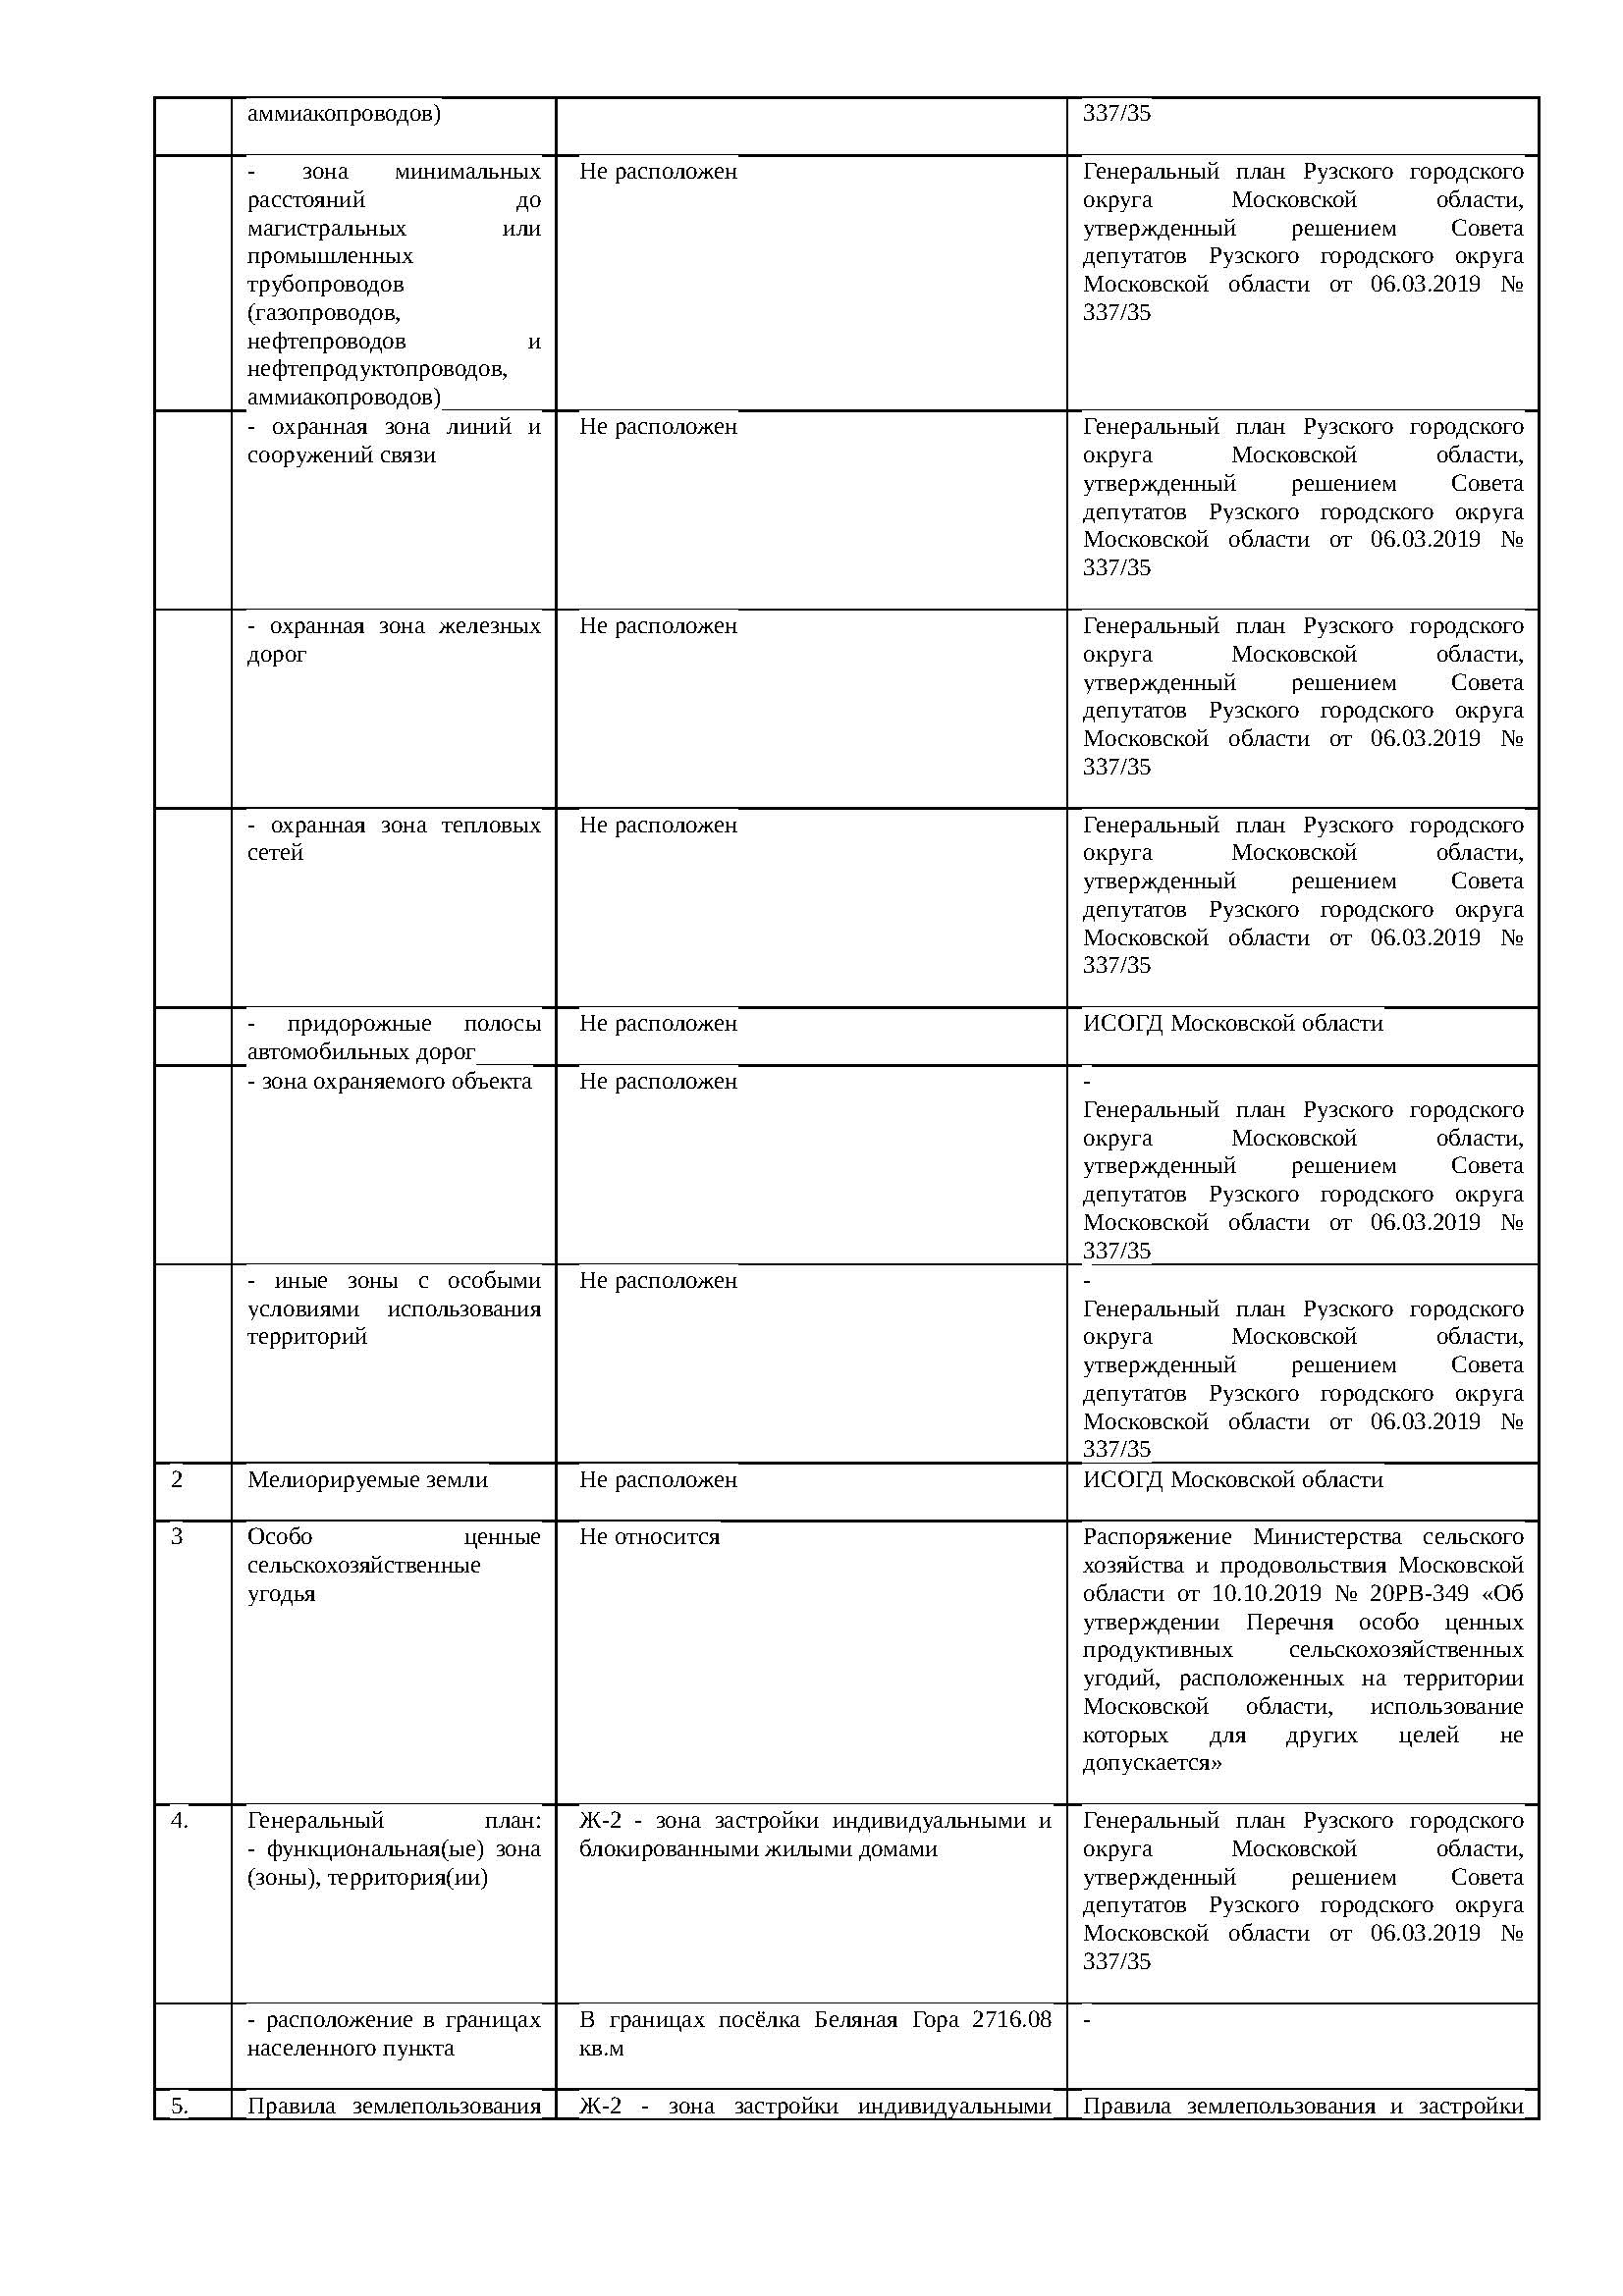 аммиакопроводов)
337/35
- зона минимальных
расстояний до
магистральных или
промышленных
трубопроводов
(газопроводов,
нефтепроводов и
нефтепродуктопроводов,
аммиакопроводов)
Не расположен
Генеральный план Рузского городского
округа Московской области,
утвержденный решением Совета
депутатов Рузского городского округа
Московской области от 06.03.2019 №
337/35
- охранная зона линий и
сооружений связи
Не расположен
Генеральный план Рузского городского
округа Московской области,
утвержденный решением Совета
депутатов Рузского городского округа
Московской области от 06.03.2019 №
337/35
- охранная зона железных
дорог
Не расположен
Генеральный план Рузского городского
округа Московской области,
утвержденный решением Совета
депутатов Рузского городского округа
Московской области от 06.03.2019 №
337/35
- охранная зона тепловых
сетей
Не расположен
Генеральный план Рузского городского
округа Московской области,
утвержденный решением Совета
депутатов Рузского городского округа
Московской области от 06.03.2019 №
337/35
- придорожные полосы
автомобильных дорог
Не расположен
ИСОГД Московской области
- зона охраняемого объекта
Не расположен
-
Генеральный план Рузского городского
округа Московской области,
утвержденный решением Совета
депутатов Рузского городского округа
Московской области от 06.03.2019 №
337/35
- иные зоны с особыми
условиями использования
территорий
Не расположен
-
Генеральный план Рузского городского
округа Московской области,
утвержденный решением Совета
депутатов Рузского городского округа
Московской области от 06.03.2019 №
337/35
2
Мелиорируемые земли
Не расположен
ИСОГД Московской области
3
Особо ценные
сельскохозяйственные
угодья
Не относится
Распоряжение Министерства сельского
хозяйства и продовольствия Московской
области от 10.10.2019 № 20РВ-349 «Об
утверждении Перечня особо ценных
продуктивных сельскохозяйственных
угодий, расположенных на территории
Московской области, использование
которых для других целей не
допускается»
4.
Генеральный план:
- функциональная(ые) зона
(зоны), территория(ии)
Ж-2 - зона застройки индивидуальными и
блокированными жилыми домами
Генеральный план Рузского городского
округа Московской области,
утвержденный решением Совета
депутатов Рузского городского округа
Московской области от 06.03.2019 №
337/35
- расположение в границах
населенного пункта
В границах посёлка Беляная Гора 2716.08
кв.м
-
5.
Правила землепользования
Ж-2 - зона застройки индивидуальными
Правила землепользования и застройки